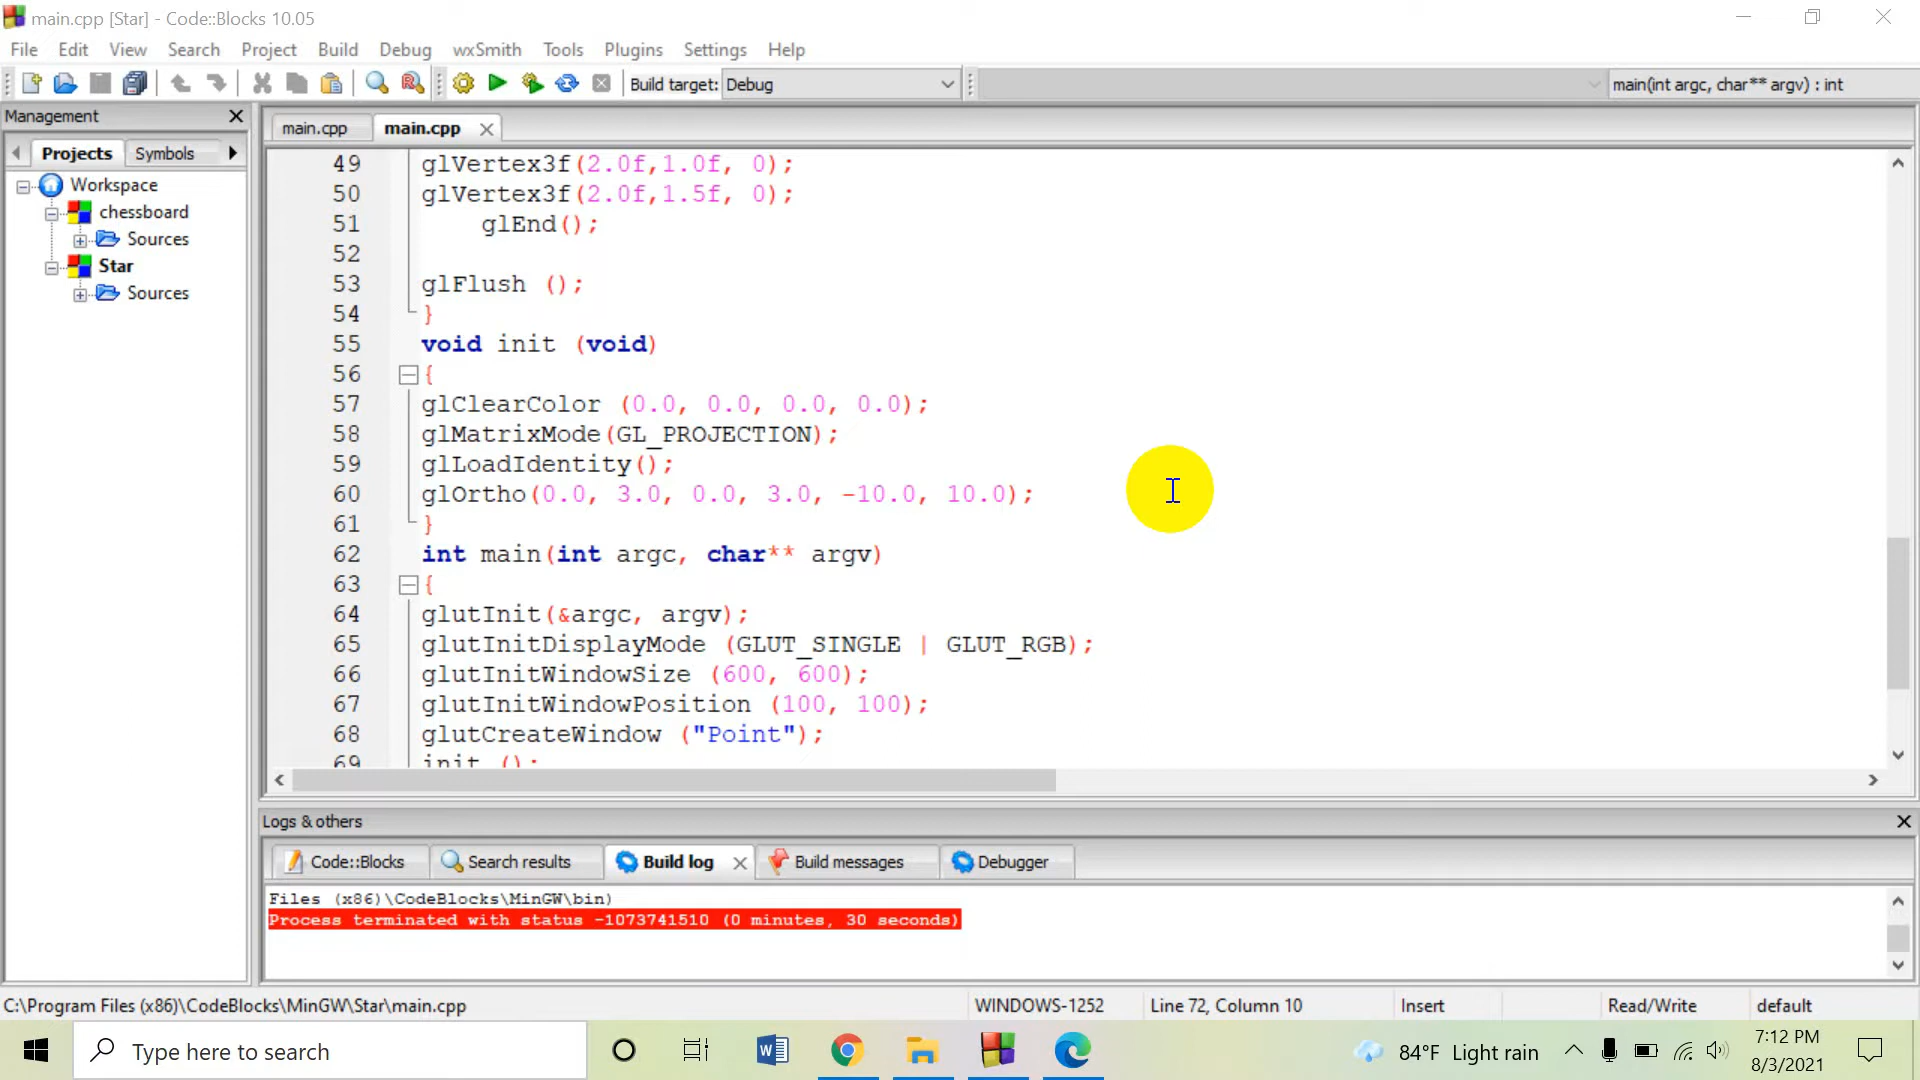 main.cpp [Star] - Code::Blocks 10.05
File Edit View Search Project Build Debug wxSmith Tools Plugins Settings Help
Build target: Debug main(int argc, char** argv) : int
Management
Projects Symbols
Workspace
chessboard
Sources
Star
Sources
main.cpp main.cpp
49 glVertex3f(2.0f,1.0f, 0);
50 glVertex3f(2.0f,1.5f, 0);
51 glEnd();
52
53 glFlush ();
54 }
55 void init (void)
56 {
57 glClearColor (0.0, 0.0, 0.0, 0.0);
58 glMatrixMode(GL_PROJECTION);
59 glLoadIdentity();
60 glOrtho(0.0, 3.0, 0.0, 3.0, -10.0, 10.0);
61 }
62 int main(int argc, char** argv)
63 {
64 glutInit(&argc, argv);
65 glutInitDisplayMode (GLUT_SINGLE | GLUT_RGB);
66 glutInitWindowSize (600, 600);
67 glutInitWindowPosition (100, 100);
68 glutCreateWindow ("Point");
69 init ();
Logs & others
Code::Blocks Search results Build log Build messages Debugger
Files (x86)\CodeBlocks\MinGW\bin)
Process terminated with status -1073741510 (0 minutes, 30 seconds)
C:\Program Files (x86)\CodeBlocks\MinGW\Star\main.cpp WINDOWS-1252 Line 72, Column 10 Insert Read/Write default
Type here to search 84°F Light rain 7:12 PM
8/3/2021